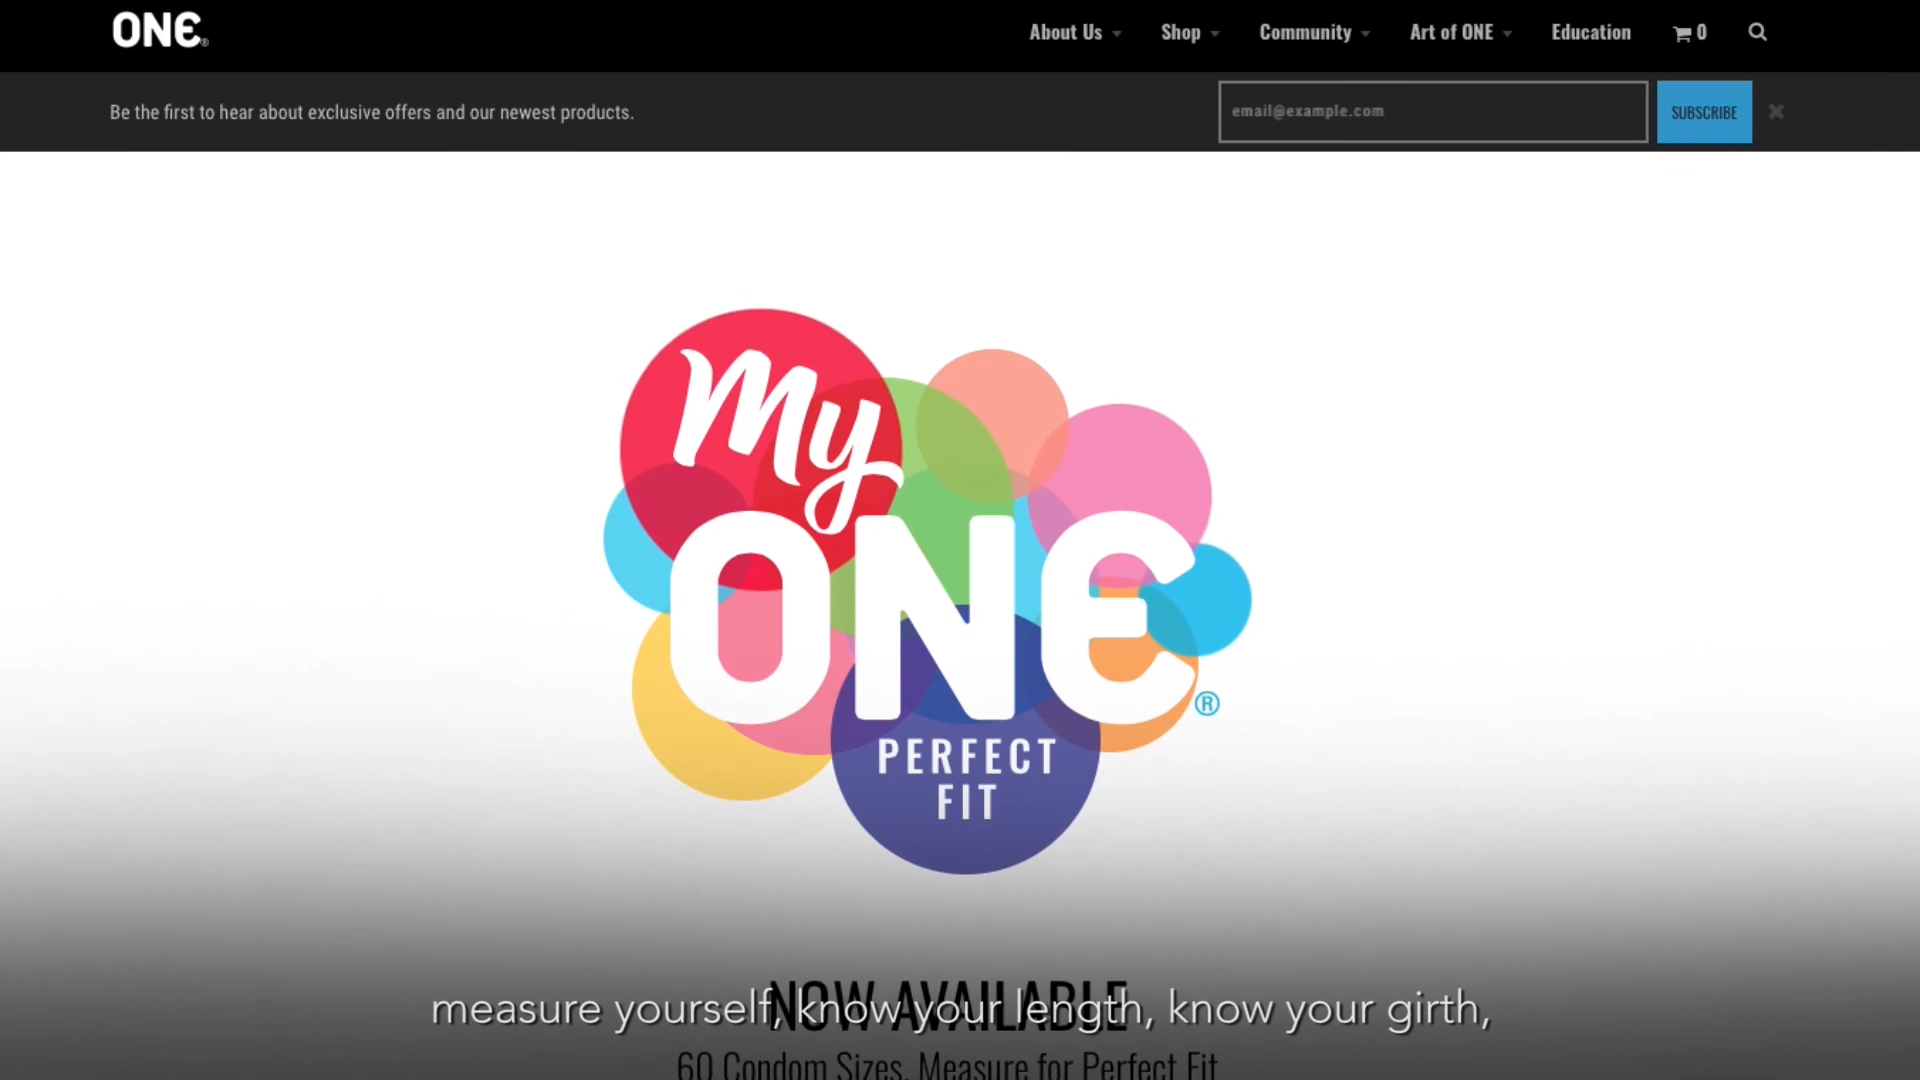 ONE®
About Us
Shop
Community
Art of ONE
Education
0
Be the first to hear about exclusive offers and our newest products.
email@example.com
SUBSCRIBE
My
ONE®
PERFECT
FIT
NOW AVAILABLE
measure yourself, know your length, know your girth,
60 Condom Sizes. Measure for Perfect Fit